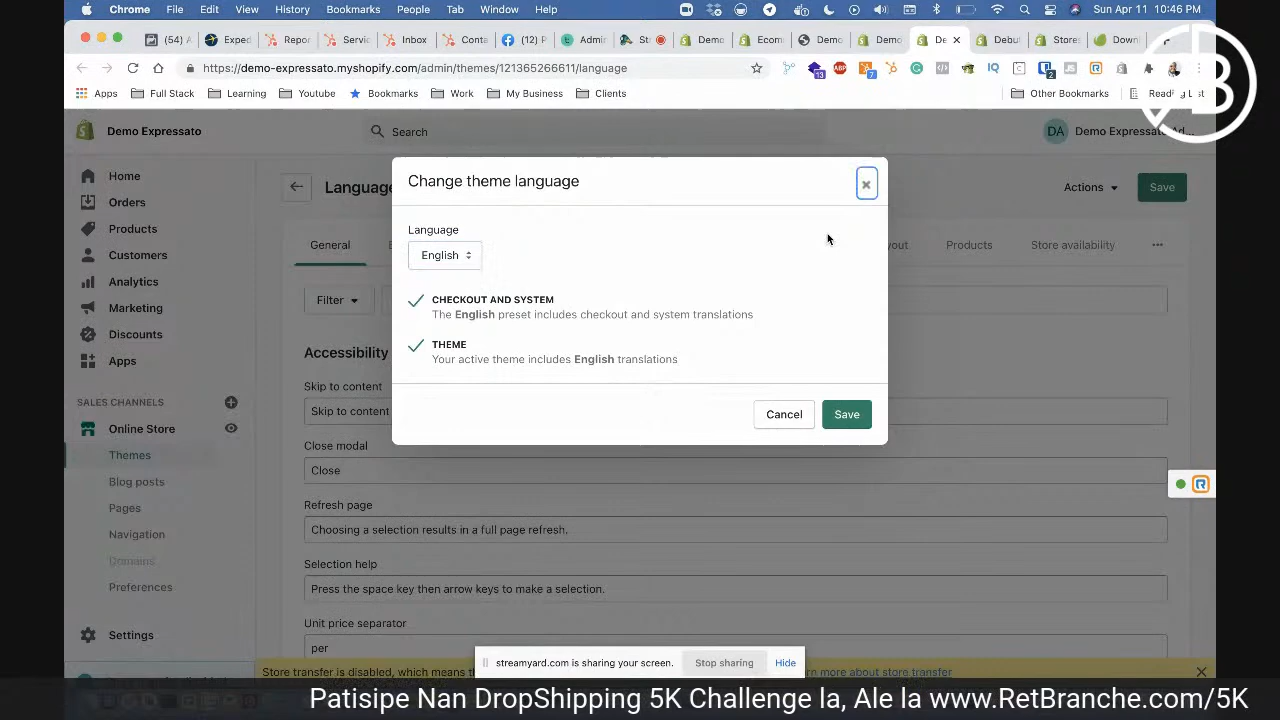 Chrome File Edit View History Bookmarks People Tab Window Help Sun Apr 11 10:46 PM
(54) Exped Repor Servic Inbox Cont (12) F Admir St Demo Ecom Demo Demo De Debut Store Down
https://demo-expressato.myshopify.com/admin/themes/121365266611/language
Apps Full Stack Learning Youtube Bookmarks Work My Business Clients Other Bookmarks Reading List
Demo Expressato
Search
DA Demo Expressato Ad...
Home
Orders
Products
Customers
Analytics
Marketing
Discounts
Apps
SALES CHANNELS
Online Store
Themes
Blog posts
Pages
Navigation
Domains
Preferences
Settings
Language
Actions
Save
General
Products
Store availability
Filter
Accessibility
Skip to content
Skip to content
Close modal
Close
Refresh page
Choosing a selection results in a full page refresh.
Selection help
Press the space key then arrow keys to make a selection.
Unit price separator
per
Change theme language
Language
English
CHECKOUT AND SYSTEM
The English preset includes checkout and system translations
THEME
Your active theme includes English translations
Cancel Save
Store transfer is disabled, which means
about store transfer
streamyard.com is sharing your screen. Stop sharing Hide
Patisipe Nan DropShipping 5K Challenge la, Ale la www.RetBranche.com/5K